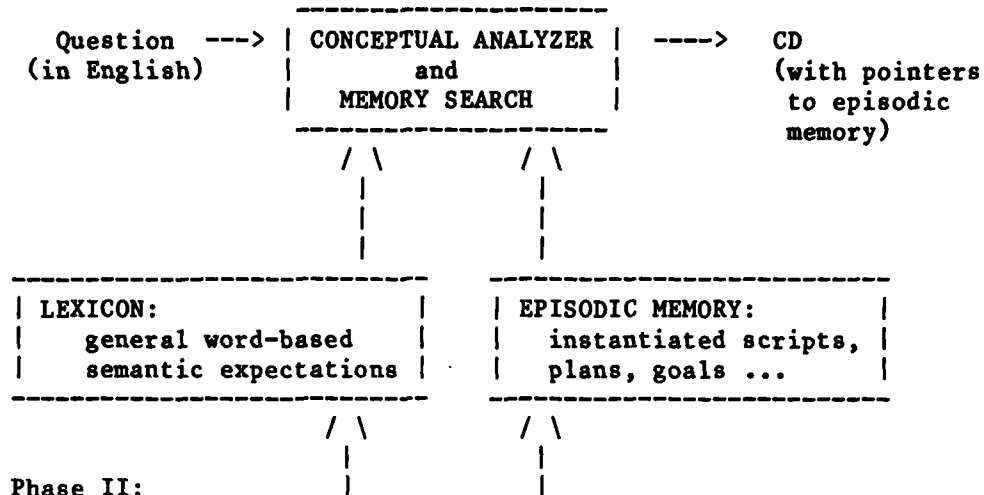 Question ---> | CONCEPTUAL ANALYZER | ----> CD
(in English) | and | (with pointers
| MEMORY SEARCH | to episodic
memory)
| LEXICON: | | EPISODIC MEMORY: |
| general word-based | | instantiated scripts, |
| semantic expectations | | plans, goals ... |
Phase II: